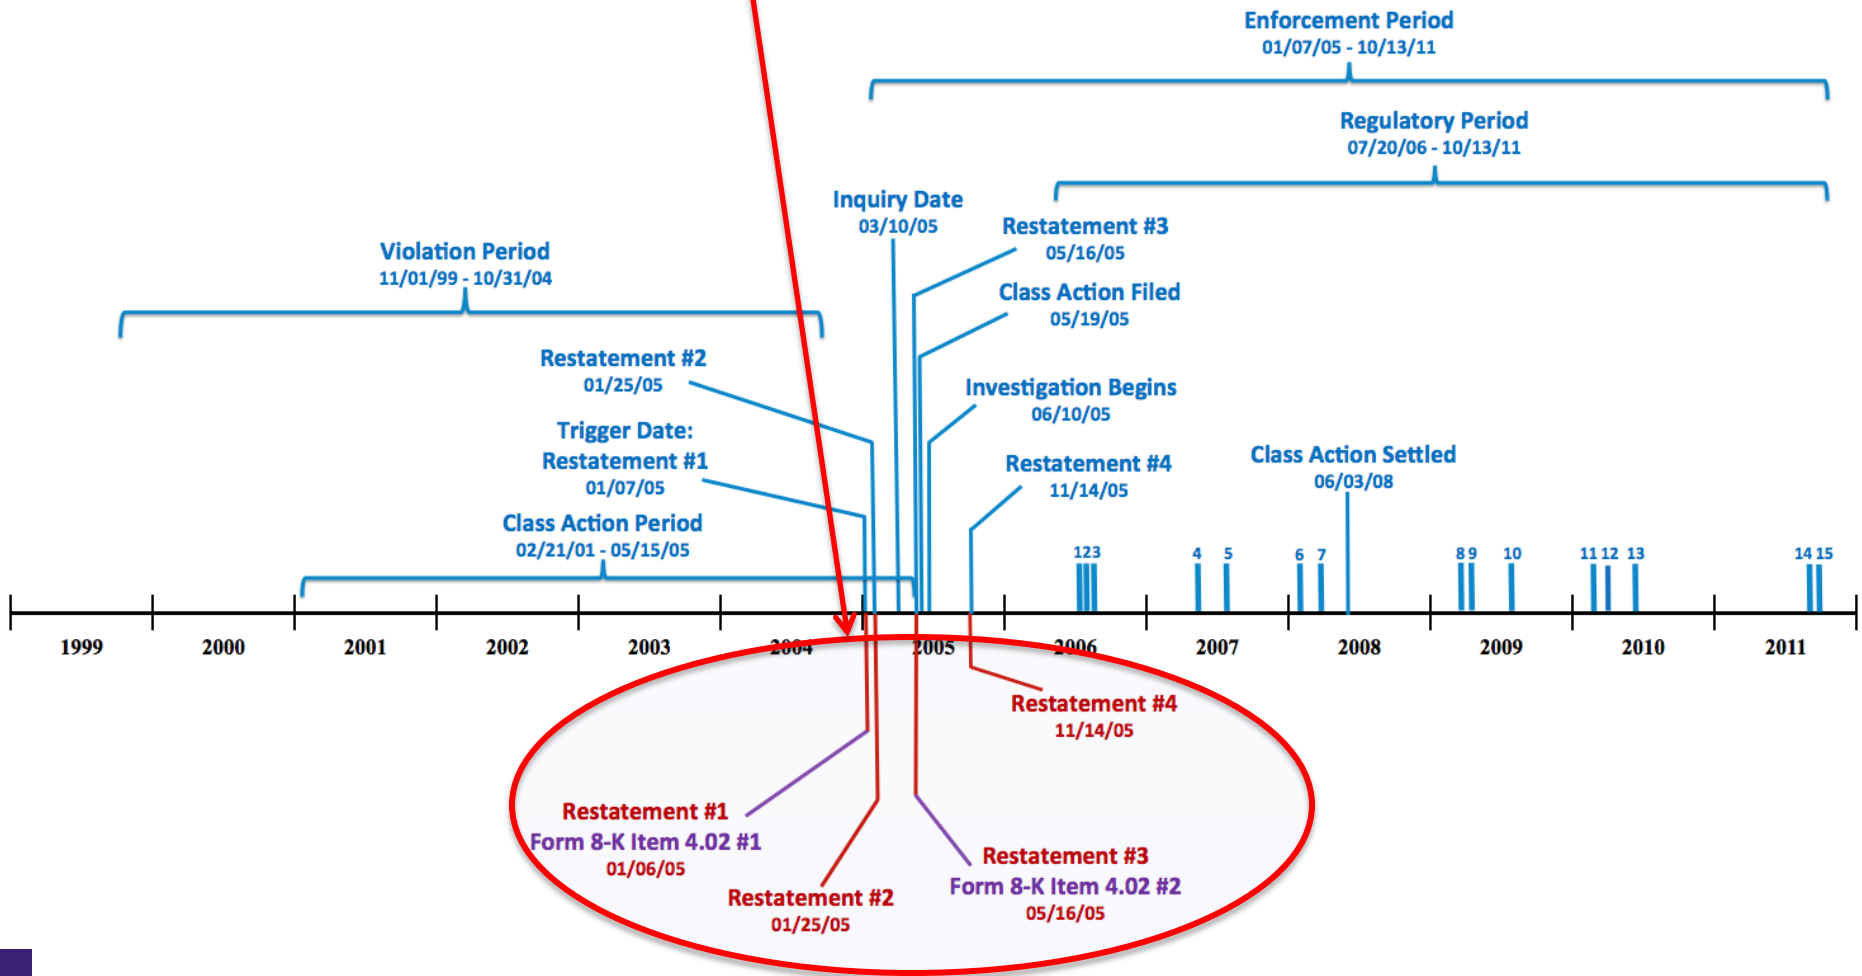 Enforcement Period
01/07/05 - 10/13/11
Regulatory Period
07/20/06 - 10/13/11
Inquiry Date
03/10/05
Restatement #3
05/16/05
Violation Period
11/01/99 - 10/31/04
Class Action Filed
05/19/05
Restatement #2
01/25/05
Investigation Begins
06/10/05
Trigger Date:
Restatement #1
01/07/05
Restatement #4
11/14/05
Class Action Settled
06/03/08
Class Action Period
02/21/01 - 05/15/05
1 2 3 4 5 6 7 8 9 10 11 12 13 14 15
1999 2000 2001 2002 2003 2004 2005 2006 2007 2008 2009 2010 2011
Restatement #4
11/14/05
Restatement #1
Form 8-K Item 4.02 #1
01/06/05
Restatement #2
01/25/05
Restatement #3
Form 8-K Item 4.02 #2
05/16/05